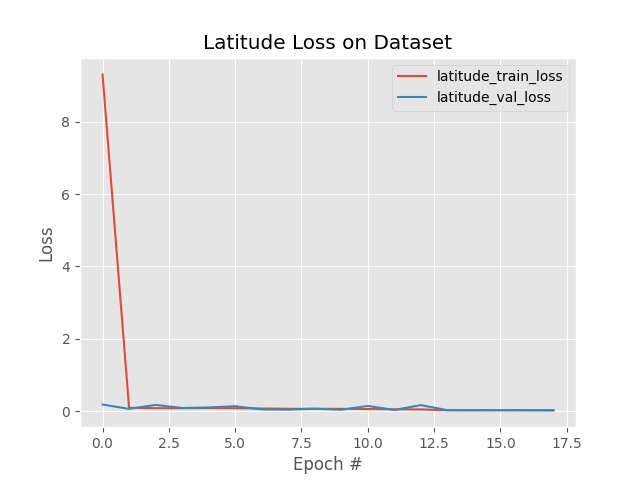 Latitude Loss on Dataset
latitude_train_loss
latitude_val_loss
Loss
8
6
4
2
0
0.0 2.5 5.0 7.5 10.0 12.5 15.0 17.5
Epoch #